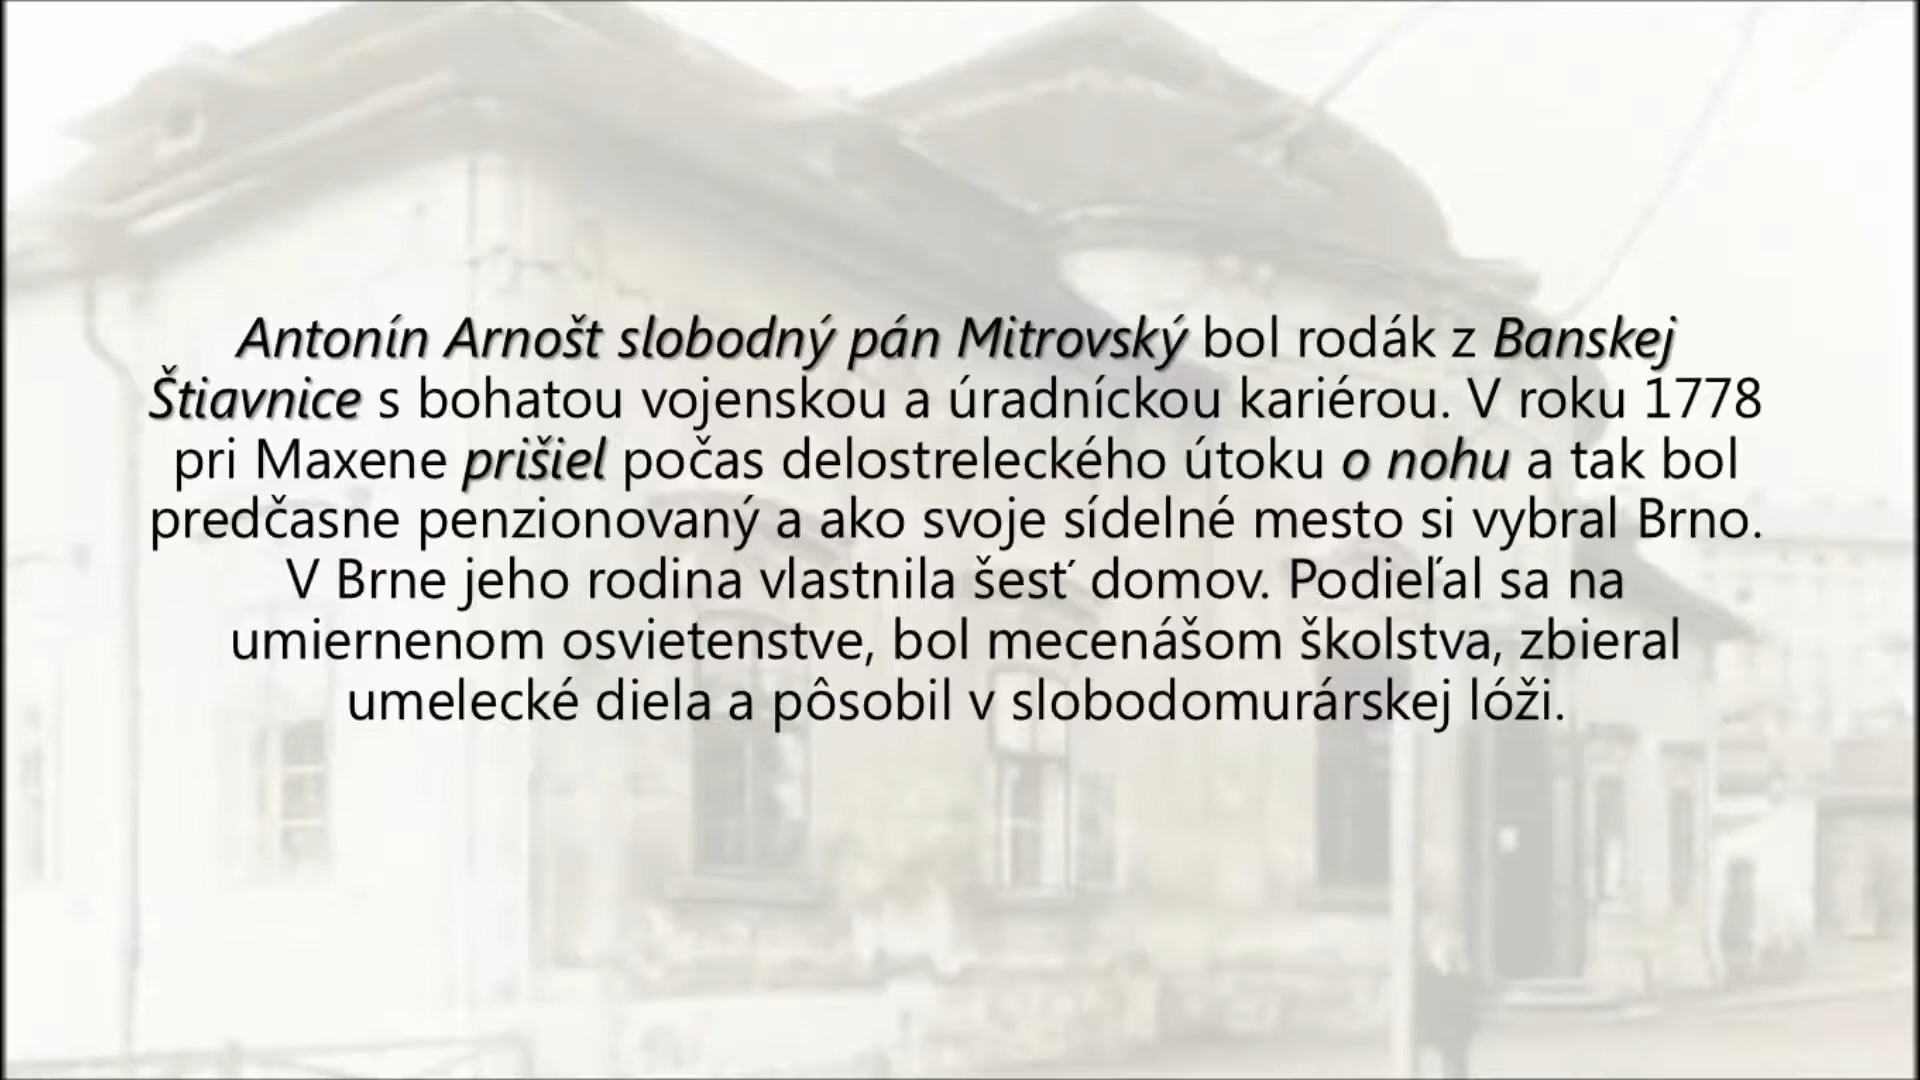 Antonín Arnošt slobodný pán Mitrovský bol rodák z Banskej
Štiavnice s bohatou vojenskou a úradníckou kariérou. V roku 1778
pri Maxene prišiel počas delostreleckého útoku o nohu a tak bol
predčasne penzionovaný a ako svoje sídelné mesto si vybral Brno.
V Brne jeho rodina vlastnila šesť domov. Podieľal sa na
umiernenom osvietenstve, bol mecenášom školstva, zbieral
umelecké diela a pôsobil v slobodomurárskej lóži.